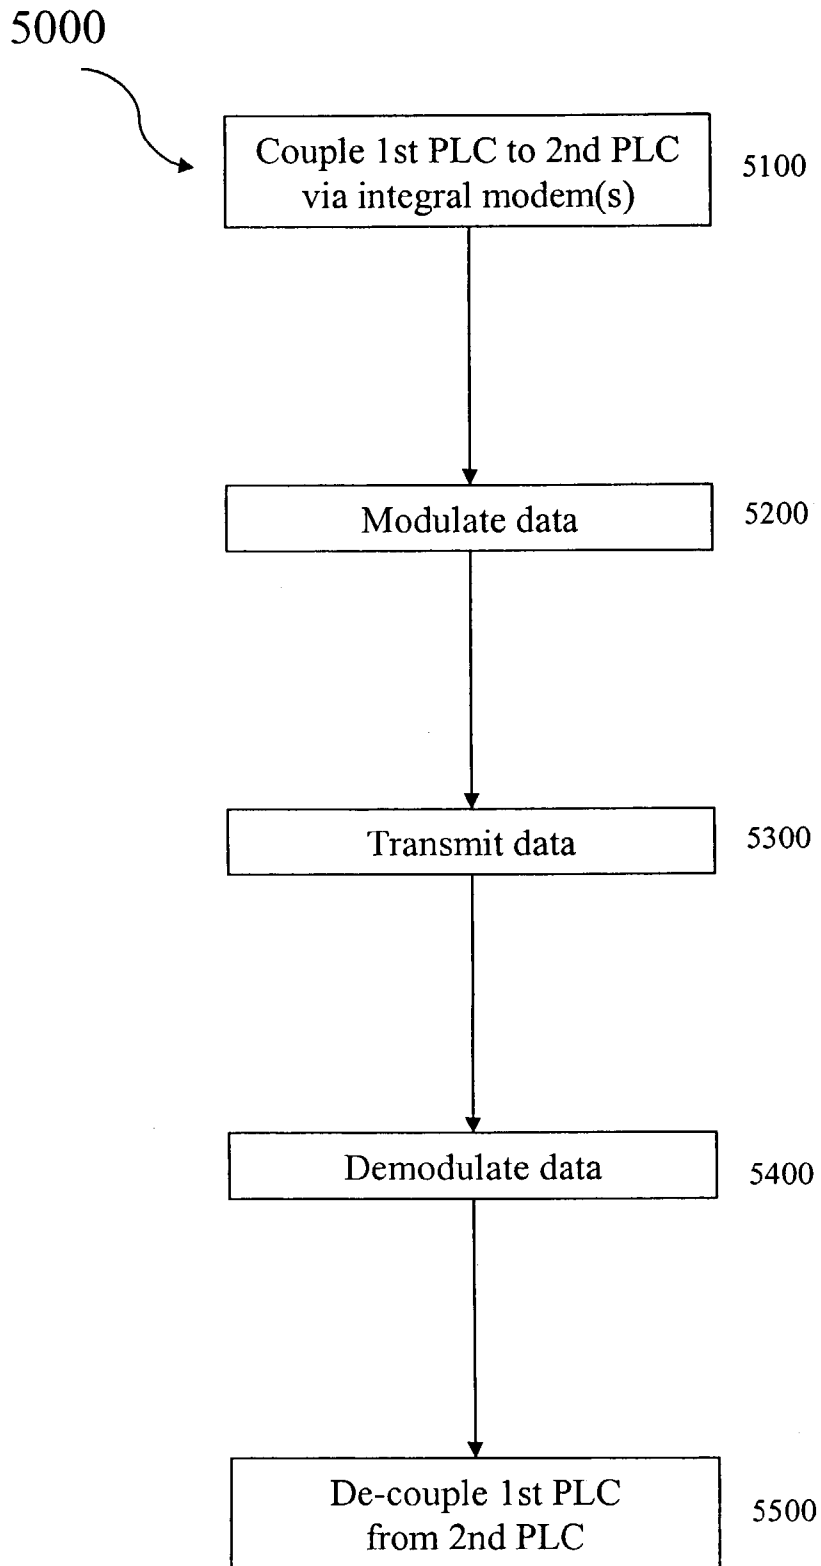 5000
Couple 1st PLC to 2nd PLC
via integral modem(s)
5100
Modulate data
5200
Transmit data
5300
Demodulate data
5400
De-couple 1st PLC
from 2nd PLC
5500